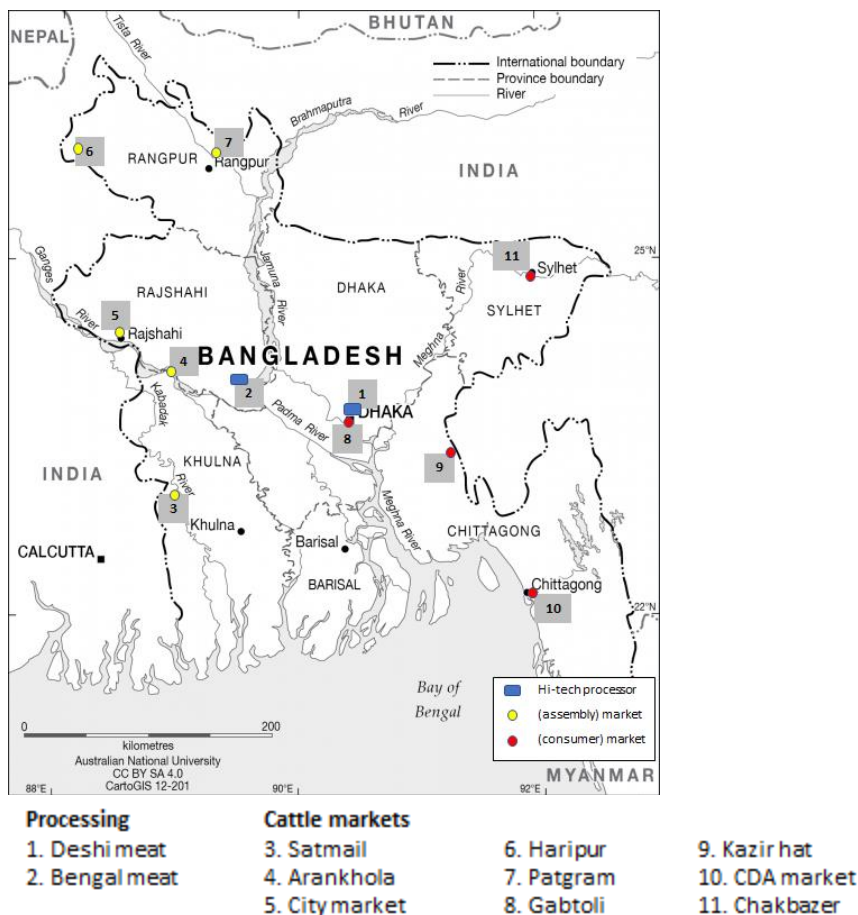 BHUTAN
NEPAL
Tista River
International boundary
Province boundary
River
Brahmaputra River
7
6
RANGPUR
Rangpur
INDIA
11
25°N
Ganges River
Jamuna River
Sylhet
RAJSHAHI
DHAKA
River
SYLHET
5
Rajshahi
Meghna
4
BANGLADESH
Kabadak
2
1
DHAKA
Padma River
8
KHULNA
9
INDIA
River
3
Meghna River
Khulna
Barisal
CHITTAGONG
CALCUTTA
BARISAL
Chittagong
22°N
10
Bay of
Bengal
Hi-tech processor
(assembly) market
(consumer) market
0 200
kilometres
Australian National University
CC BY SA 4.0
CartoGIS 12-201
MYANMAR
88°E 90°E 92°E
Processing
1. Deshi meat
2. Bengal meat
Cattle markets
3. Satmail
4. Arankhola
5. City market
6. Haripur
7. Patgram
8. Gabtoli
9. Kazir hat
10. CDA market
11. Chakbazer